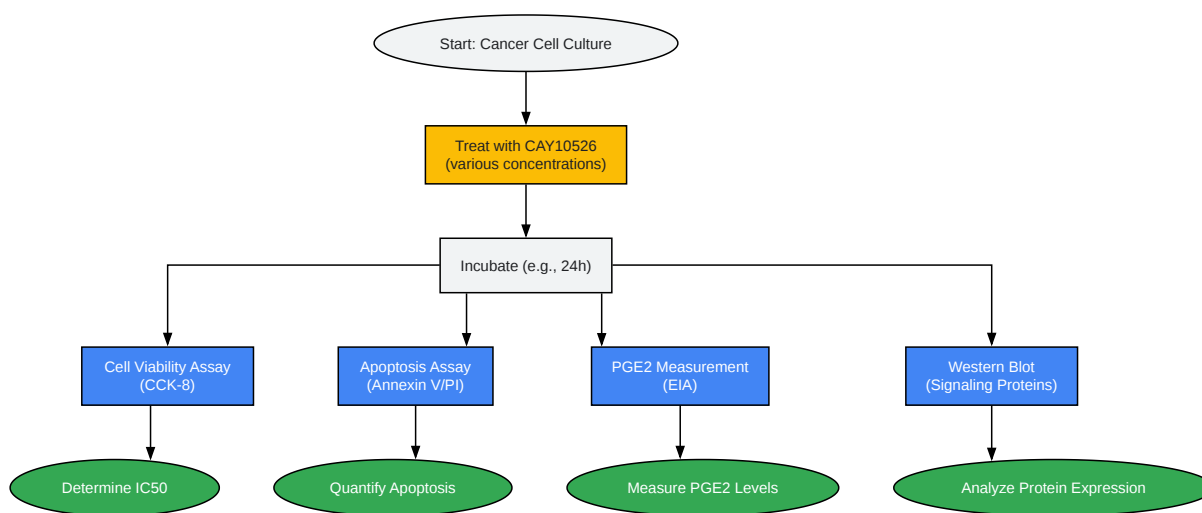 Start: Cancer Cell Culture
Treat with CAY10526
(various concentrations)
Incubate (e.g., 24h)
Cell Viability Assay
(CCK-8)
Apoptosis Assay
(Annexin V/PI)
PGE2 Measurement
(EIA)
Western Blot
(Signaling Proteins)
Determine IC50
Quantify Apoptosis
Measure PGE2 Levels
Analyze Protein Expression